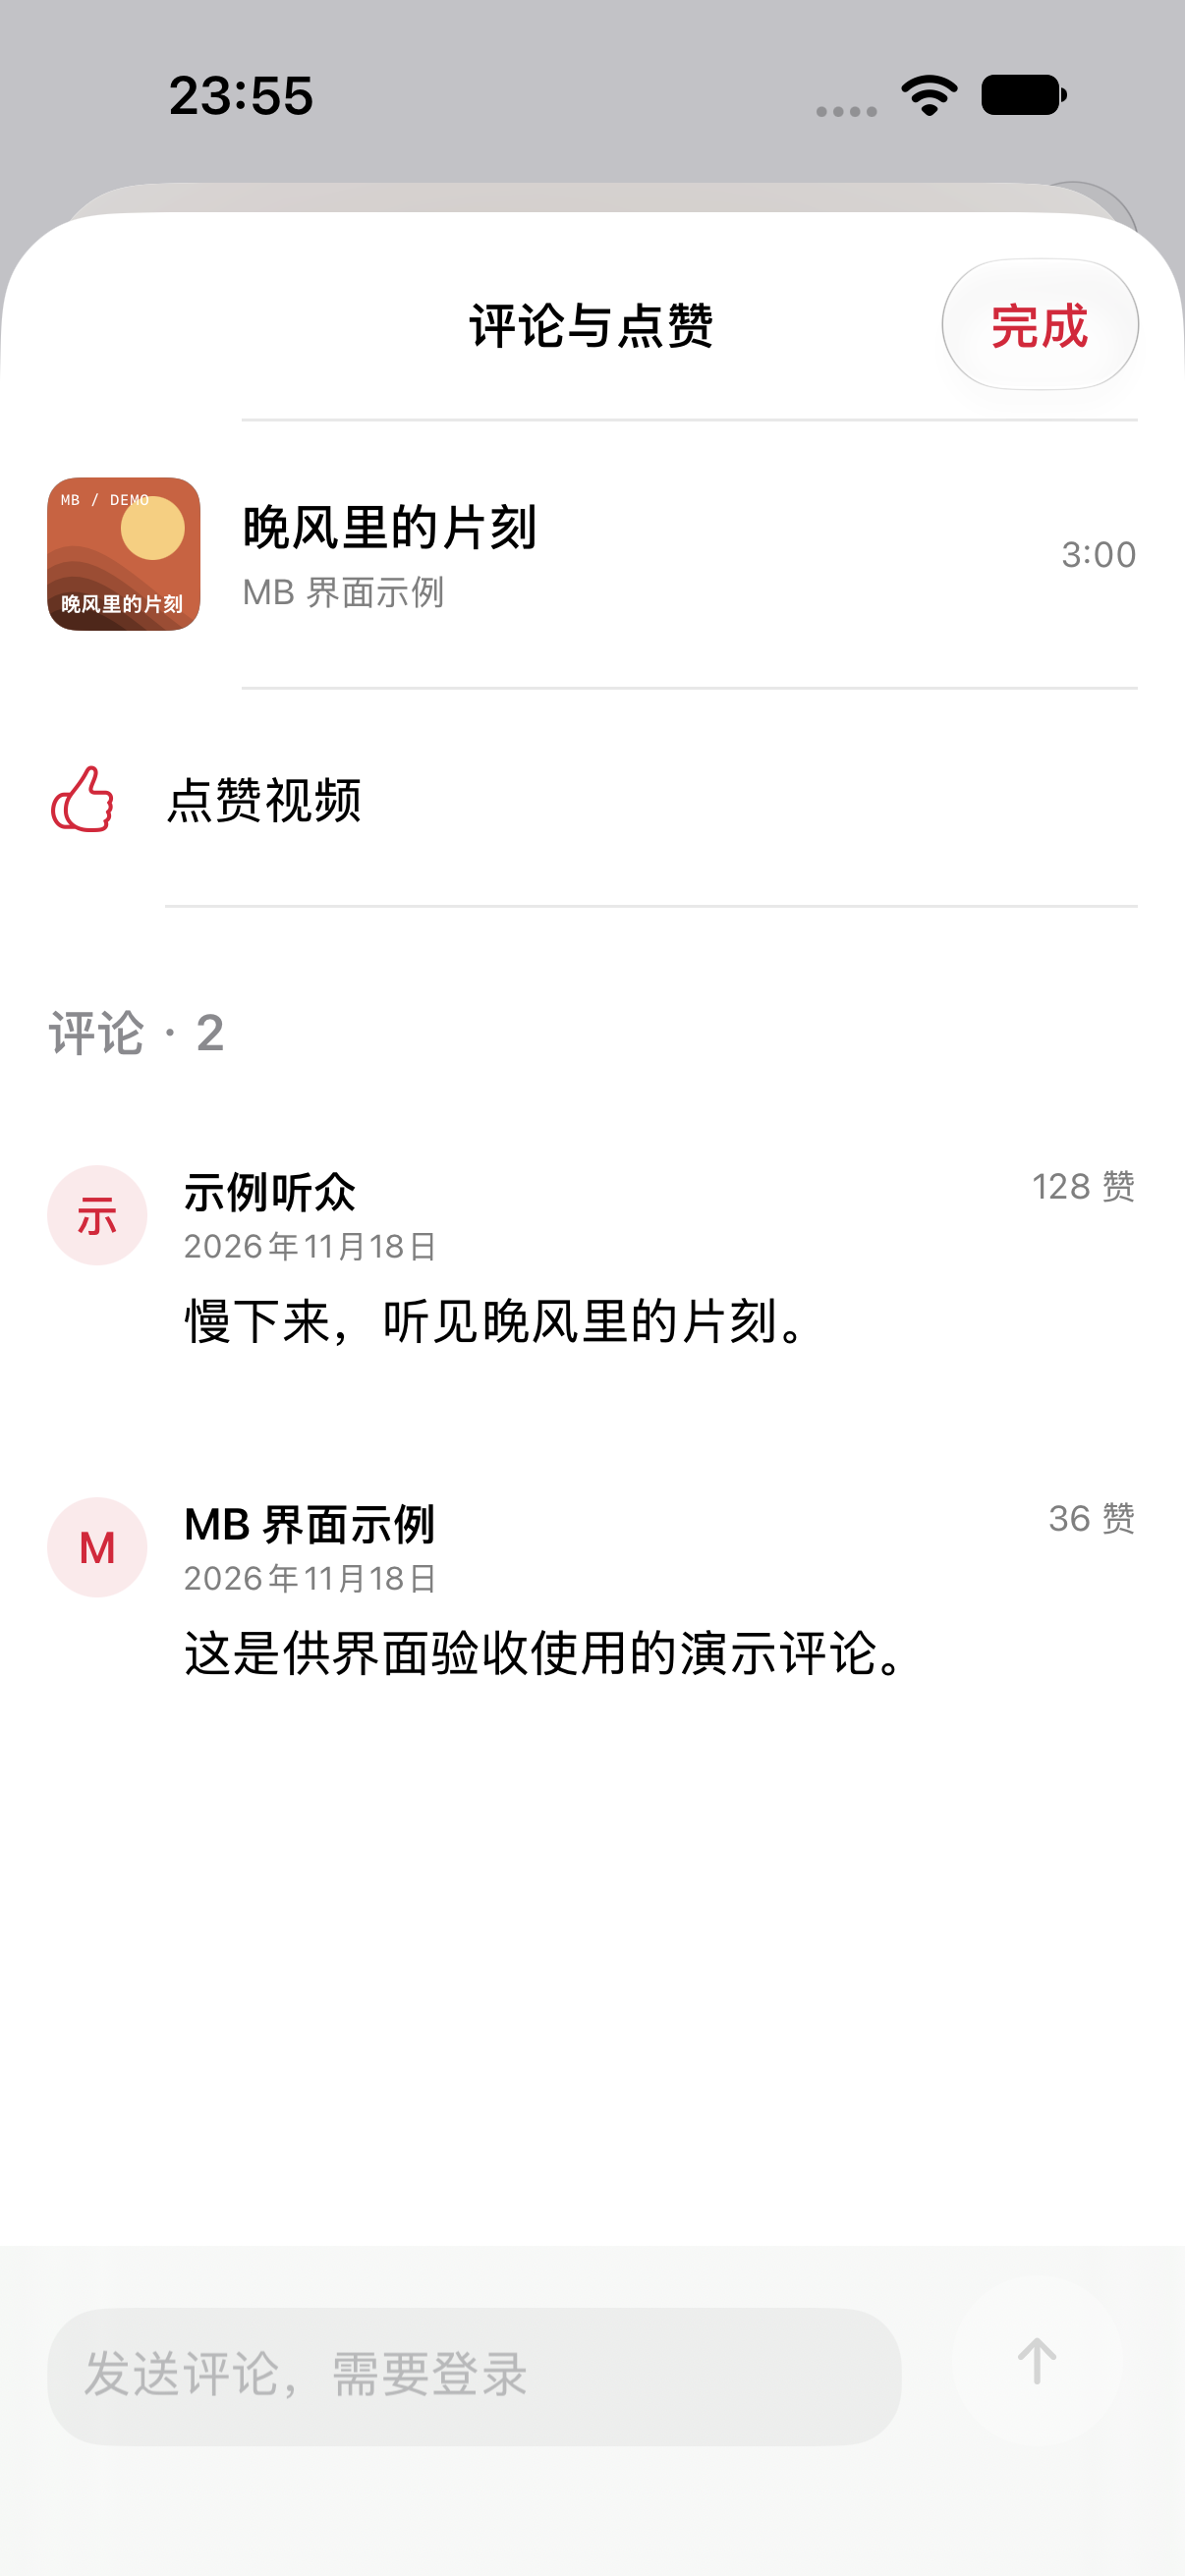 23:55
评论与点赞
完成
MB / DEMO
晚风里的片刻
晚风里的片刻
MB 界面示例
3:00
点赞视频
评论 · 2
示
示例听众
128 赞
2026年11月18日
慢下来，听见晚风里的片刻。
M
MB 界面示例
36 赞
2026年11月18日
这是供界面验收使用的演示评论。
发送评论，需要登录